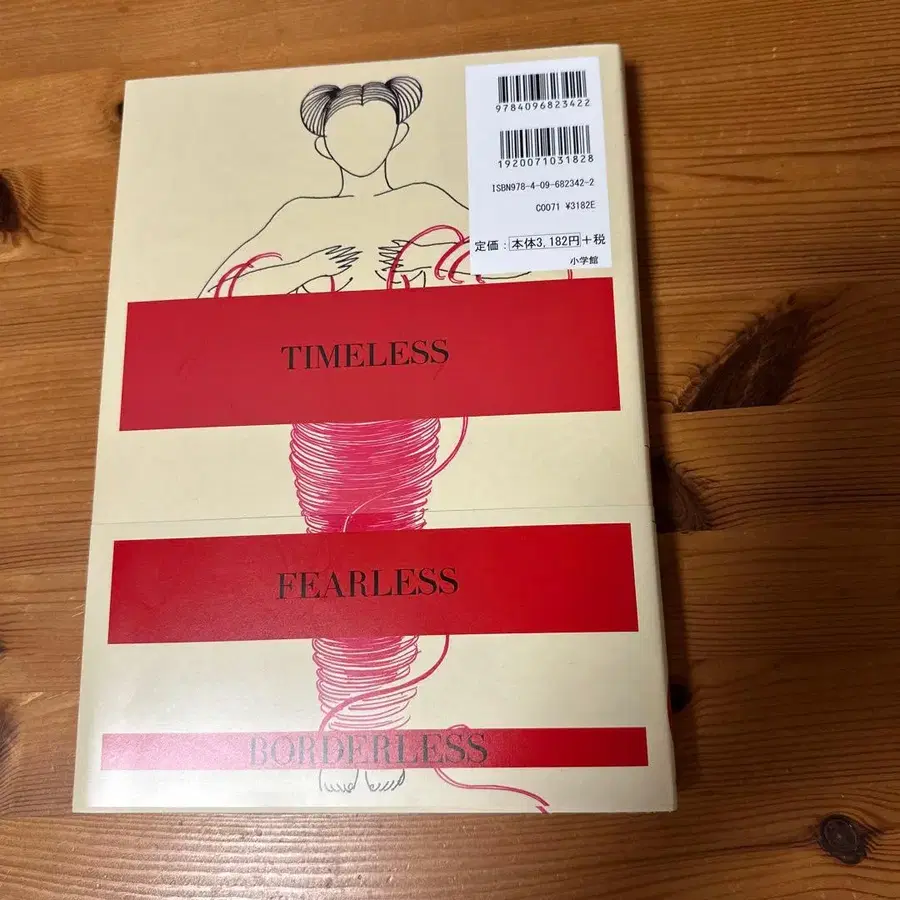 9784096823422
1920071031828
ISBN978-4-09-682342-2
C0071 ¥3182E
定価：本体3,182円+税
小学館
TIMELESS
FEARLESS
BORDERLESS